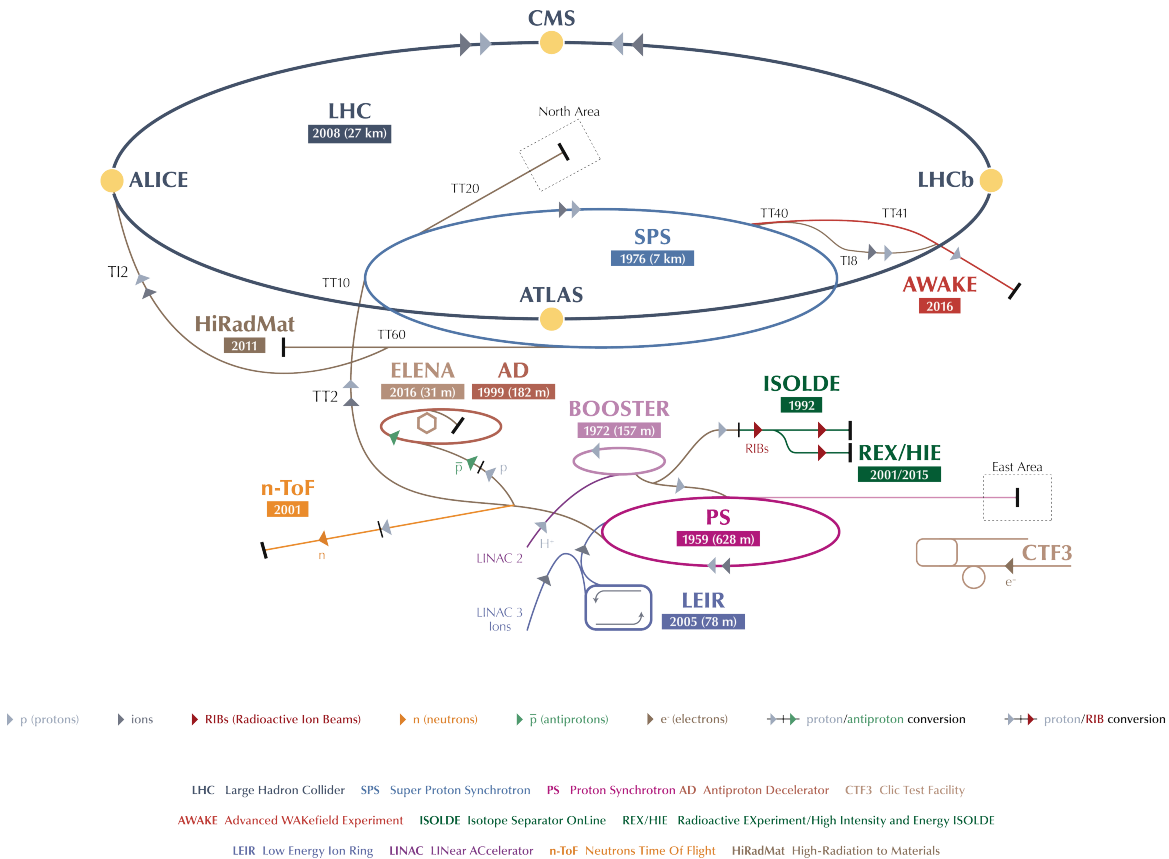 CMS
LHC
2008 (27 km)
North Area
ALICE
LHCb
TT20
TT40
TT41
SPS
1976 (7 km)
TI2
TI8
TT10
AWAKE
2016
ATLAS
HiRadMat
2011
TT60
ELENA
2016 (31 m)
AD
1999 (182 m)
TT2
ISOLDE
1992
BOOSTER
1972 (157 m)
RIBs
REX/HIE
2001/2015
p̅
p
East Area
n-ToF
2001
PS
1959 (628 m)
n
H⁻
LINAC 2
CTF3
e⁻
LINAC 3
Ions
LEIR
2005 (78 m)
p (protons) ions RIBs (Radioactive Ion Beams) n (neutrons) p̅ (antiprotons) e⁻ (electrons) proton/antiproton conversion proton/RIB conversion
LHC Large Hadron Collider SPS Super Proton Synchrotron PS Proton Synchrotron AD Antiproton Decelerator CTF3 Clic Test Facility
AWAKE Advanced WAKefield Experiment ISOLDE Isotope Separator OnLine REX/HIE Radioactive EXperiment/High Intensity and Energy ISOLDE
LEIR Low Energy Ion Ring LINAC LINear ACcelerator n-ToF Neutrons Time Of Flight HiRadMat High-Radiation to Materials